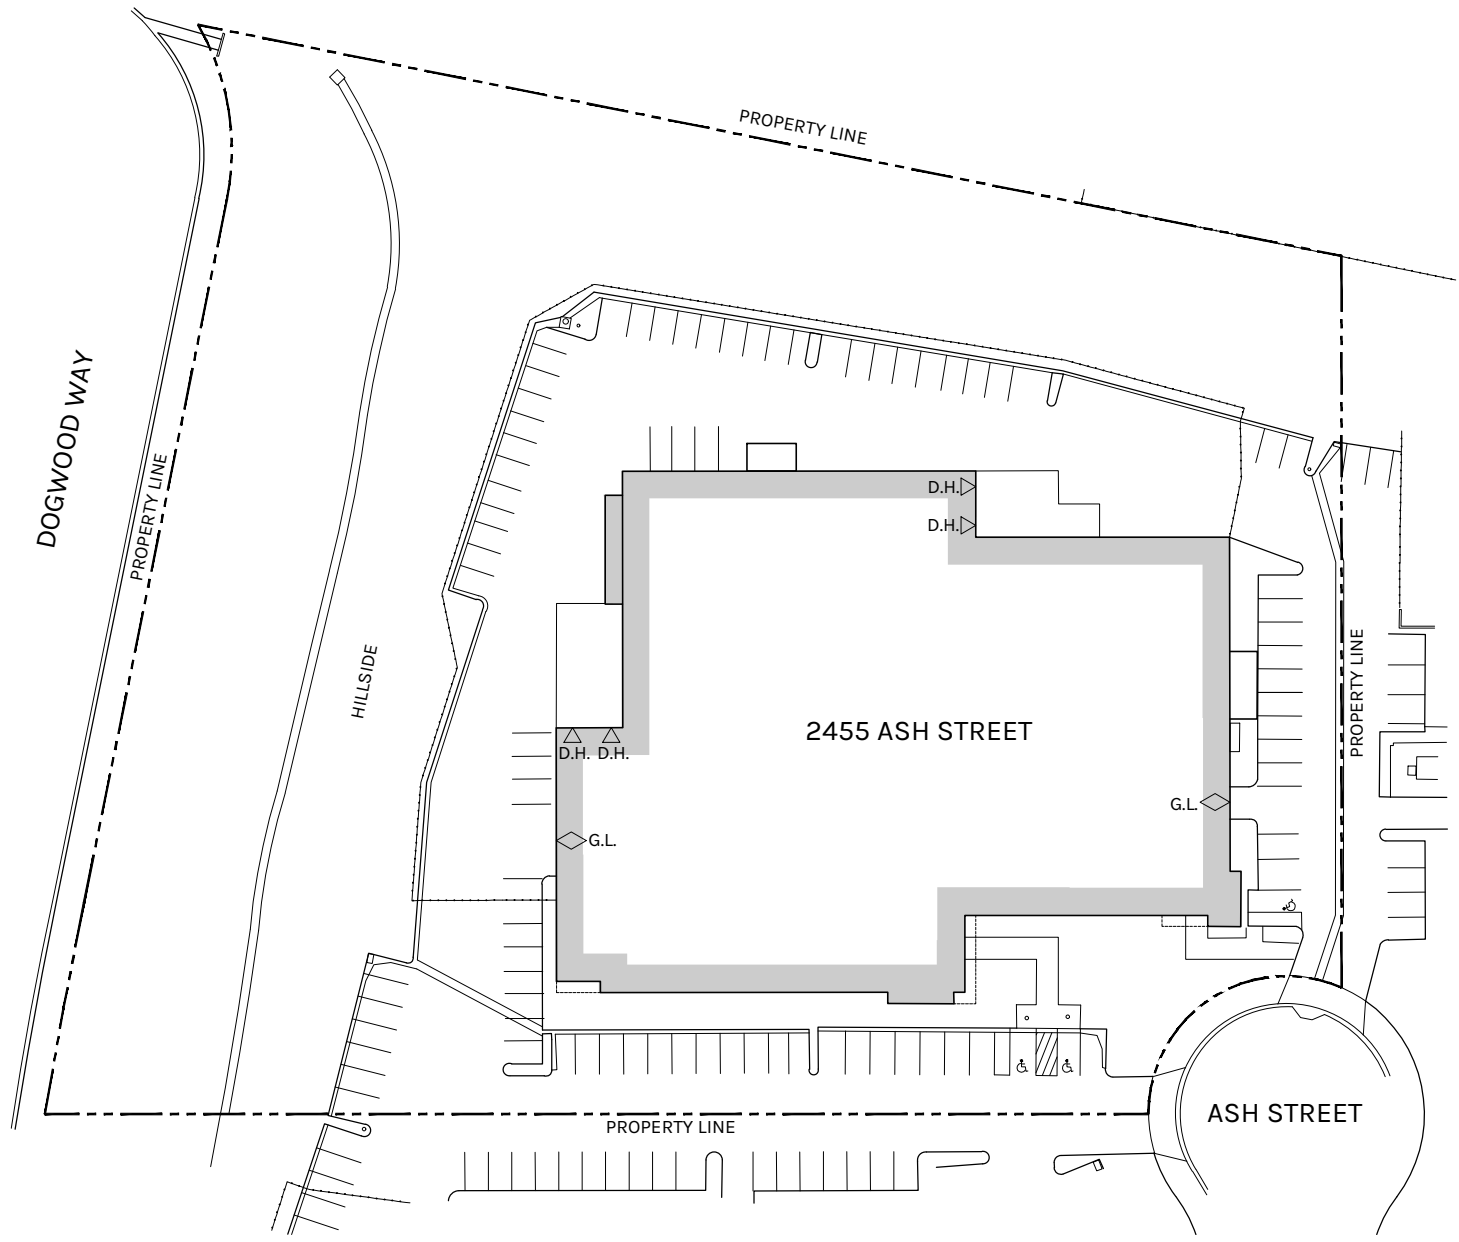 PROPERTY LINE
DOGWOOD WAY
PROPERTY LINE
HILLSIDE
D.H.
D.H.
2455 ASH STREET
PROPERTY LINE
D.H. D.H.
G.L.
G.L.
ASH STREET
PROPERTY LINE